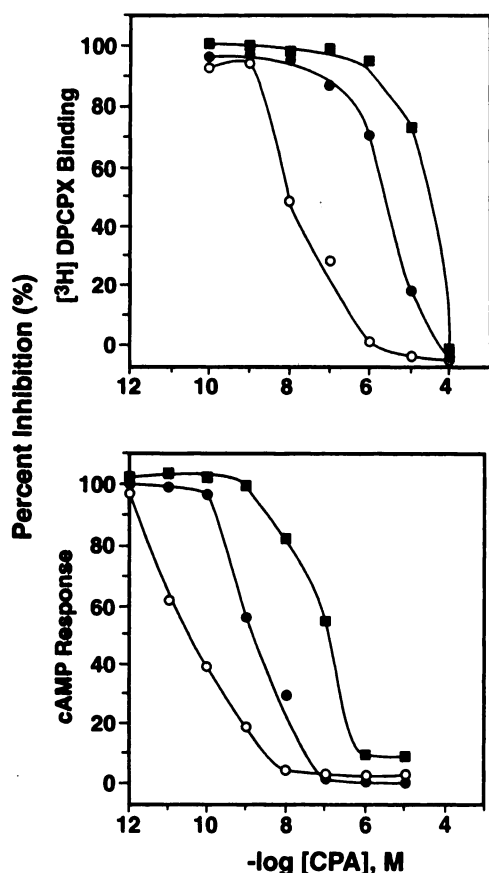 Percent Inhibition (%)
[³H] DPCPX Binding
100
80
60
40
20
0
12 10 8 6 4
cAMP Response
100
80
60
40
20
0
12 10 8 6 4
-log [CPA], M